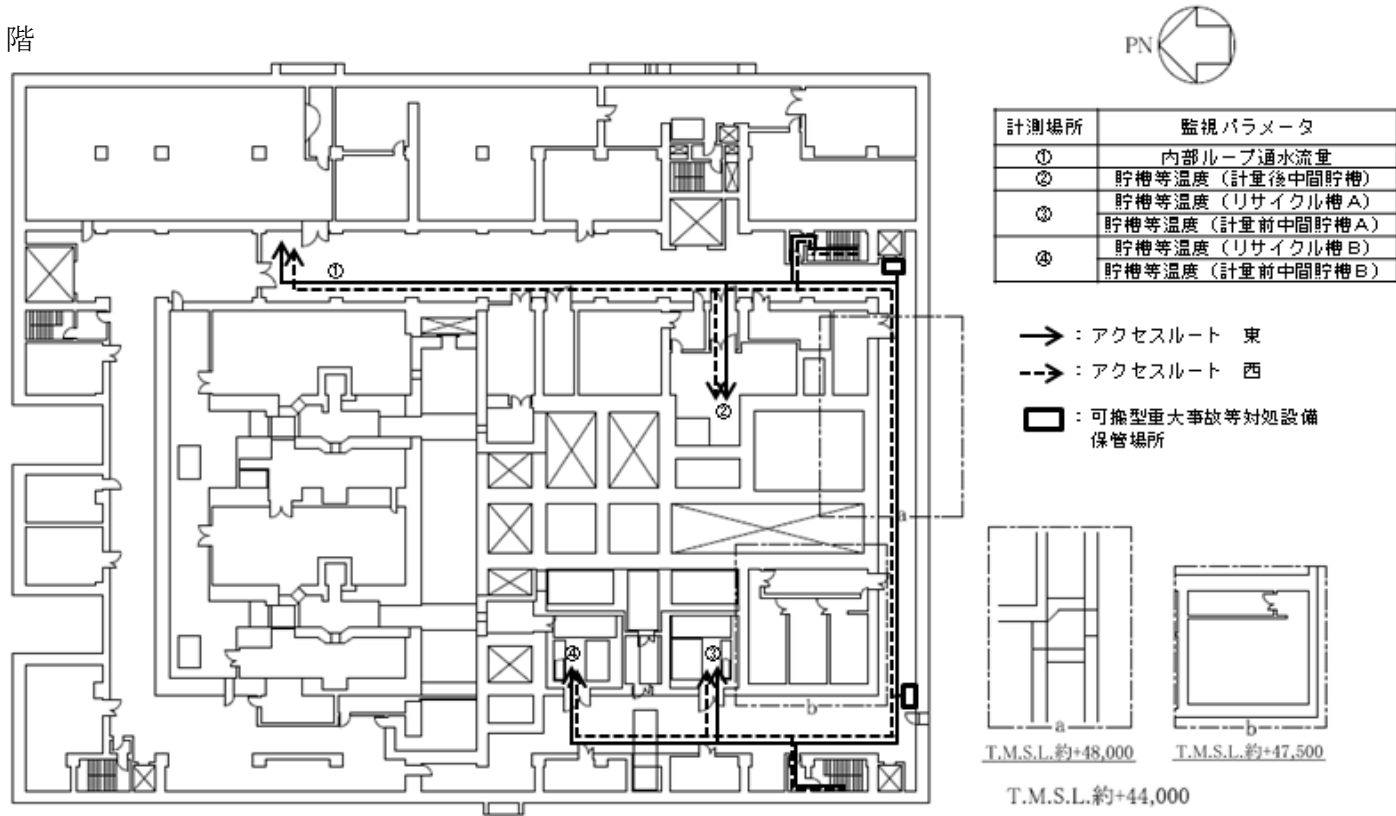 階
PN
計測場所 監視パラメータ
① 内部ループ通水流量
② 貯槽等温度（計量後中間貯槽）
③ 貯槽等温度（リサイクル槽A）
貯槽等温度（計量前中間貯槽A）
④ 貯槽等温度（リサイクル槽B）
貯槽等温度（計量前中間貯槽B）
：アクセスルート 東
：アクセスルート 西
：可搬型重大事故等対処設備
保管場所
①
②
a
④
③
b
a
T.M.S.L.約+48,000
b
T.M.S.L.約+47,500
T.M.S.L.約+44,000